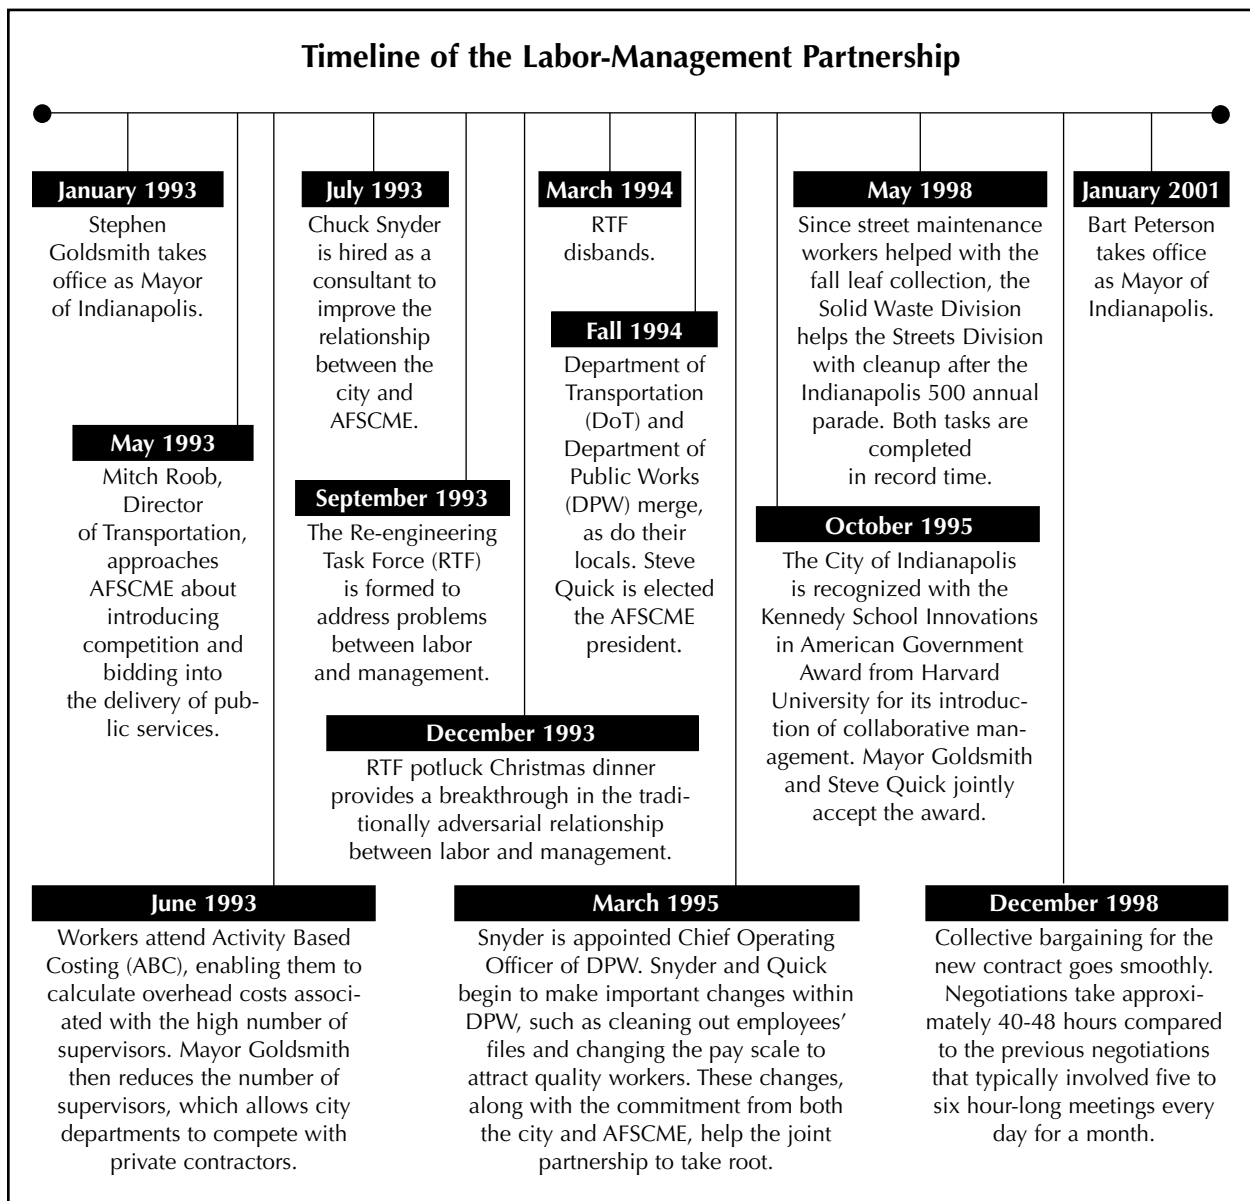 Timeline of the Labor-Management Partnership
January 1993
Stephen
Goldsmith takes
office as Mayor
of Indianapolis.
May 1993
Mitch Roob,
Director
of Transportation,
approaches
AFSCME about
introducing
competition and
bidding into
the delivery of pub-
lic services.
June 1993
Workers attend Activity Based
Costing (ABC), enabling them to
calculate overhead costs associ-
ated with the high number of
supervisors. Mayor Goldsmith
then reduces the number of
supervisors, which allows city
departments to compete with
private contractors.
July 1993
Chuck Snyder
is hired as a
consultant to
improve the
relationship
between the
city and
AFSCME.
September 1993
The Re-engineering
Task Force (RTF)
is formed to
address problems
between labor
and management.
December 1993
RTF potluck Christmas dinner
provides a breakthrough in the tradi-
tionally adversarial relationship
between labor and management.
March 1994
RTF
disbands.
Fall 1994
Department of
Transportation
(DoT) and
Department of
Public Works
(DPW) merge,
as do their
locals. Steve
Quick is elected
the AFSCME
president.
March 1995
Snyder is appointed Chief Operating
Officer of DPW. Snyder and Quick
begin to make important changes within
DPW, such as cleaning out employees’
files and changing the pay scale to
attract quality workers. These changes,
along with the commitment from both
the city and AFSCME, help the joint
partnership to take root.
October 1995
The City of Indianapolis
is recognized with the
Kennedy School Innovations
in American Government
Award from Harvard
University for its introduc-
tion of collaborative man-
agement. Mayor Goldsmith
and Steve Quick jointly
accept the award.
May 1998
Since street maintenance
workers helped with the
fall leaf collection, the
Solid Waste Division
helps the Streets Division
with cleanup after the
Indianapolis 500 annual
parade. Both tasks are
completed
in record time.
December 1998
Collective bargaining for the
new contract goes smoothly.
Negotiations take approxi-
mately 40-48 hours compared
to the previous negotiations
that typically involved five to
six hour-long meetings every
day for a month.
January 2001
Bart Peterson
takes office
as Mayor of
Indianapolis.